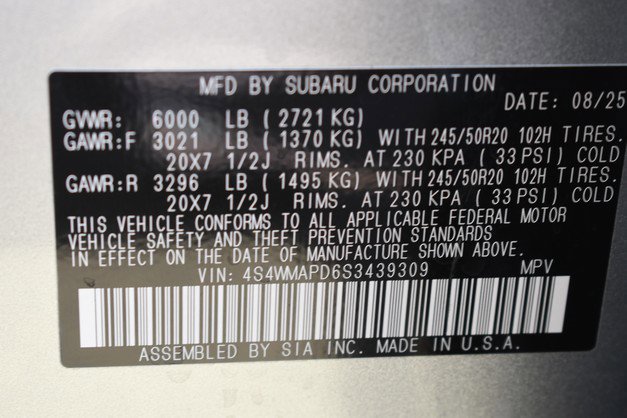 MFD BY SUBARU CORPORATION
DATE: 08/25
GVWR: 6000 LB ( 2721 KG)
GAWR:F 3021 LB ( 1370 KG) WITH 245/50R20 102H TIRES.
20X7 1/2J RIMS. AT 230 KPA ( 33 PSI) COLD
GAWR:R 3296 LB ( 1495 KG) WITH 245/50R20 102H TIRES.
20X7 1/2J RIMS. AT 230 KPA ( 33 PSI) COLD
THIS VEHICLE CONFORMS TO ALL APPLICABLE FEDERAL MOTOR
VEHICLE SAFETY AND THEFT PREVENTION STANDARDS
IN EFFECT ON THE DATE OF MANUFACTURE SHOWN ABOVE.
VIN: 4S4WMAPD6S3439309 MPV
ASSEMBLED BY SIA INC. MADE IN U.S.A.